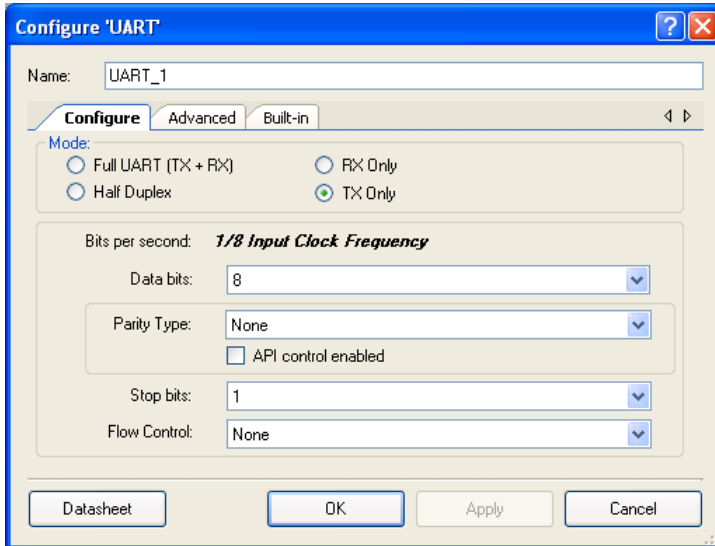 Configure 'UART'
Name: UART_1
Configure Advanced Built-in
Mode:
Full UART (TX + RX) RX Only
Half Duplex TX Only
Bits per second: 1/8 Input Clock Frequency
Data bits: 8
Parity Type: None
API control enabled
Stop bits: 1
Flow Control: None
Datasheet OK Apply Cancel